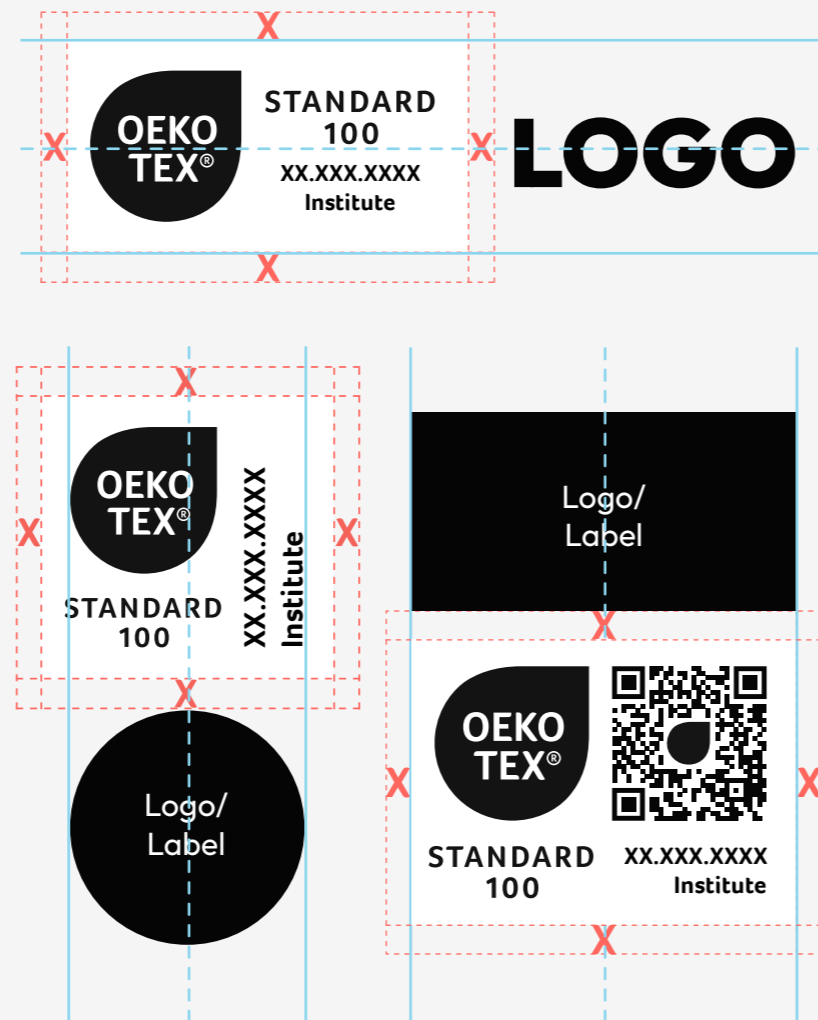 X
X
OEKO
TEX®
STANDARD
100
XX.XXX.XXXX
Institute
X
LOGO
X
X
X
OEKO
TEX®
STANDARD
100
XX.XXX.XXXX
Institute
X
X
Logo/
Label
Logo/
Label
X
X
OEKO
TEX®
STANDARD
100
XX.XXX.XXXX
Institute
X
X